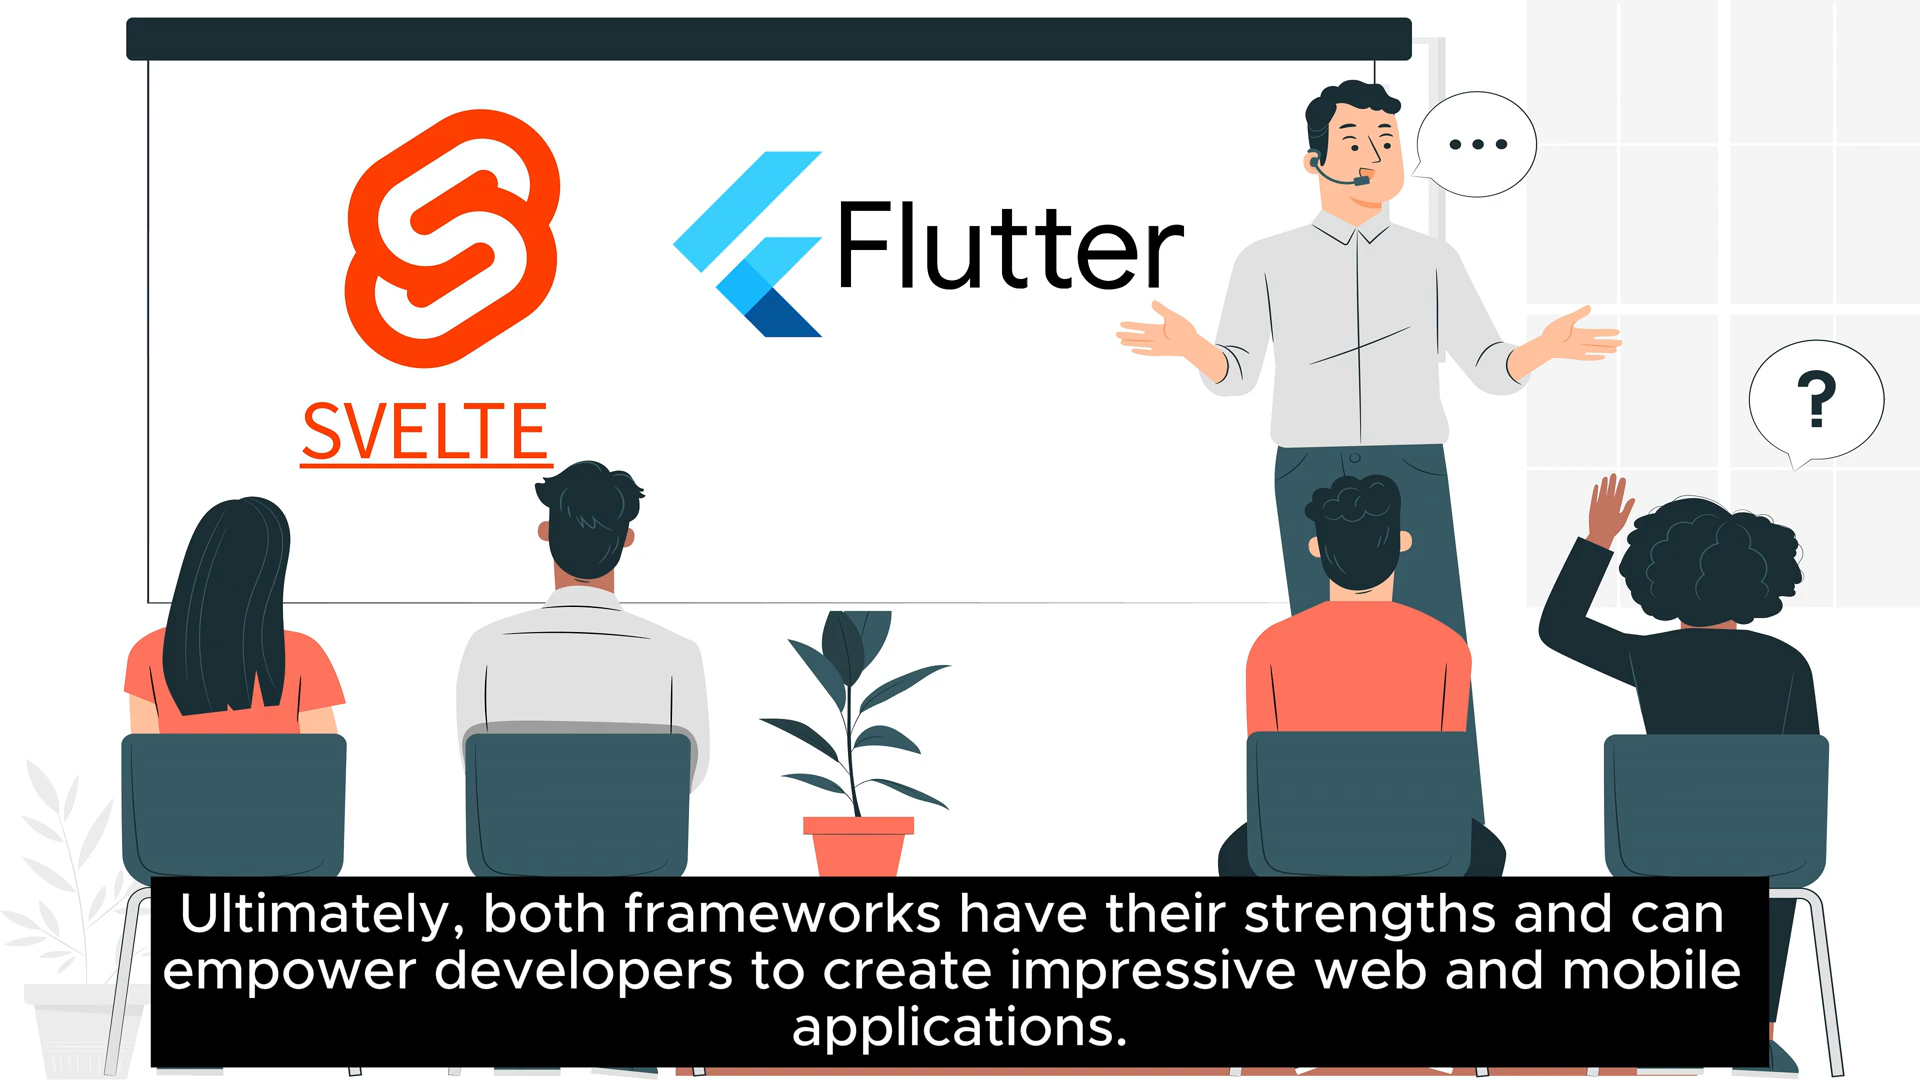 Flutter
SVELTE
...
?
Ultimately, both frameworks have their strengths and can
empower developers to create impressive web and mobile
applications.